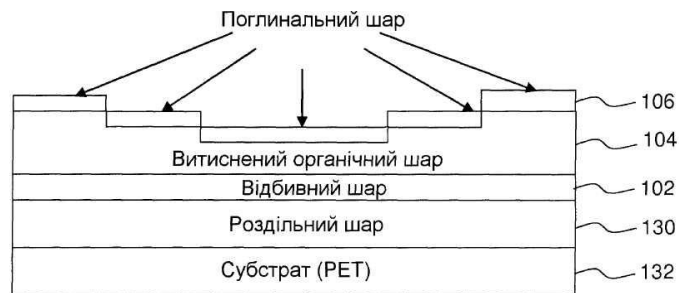 Поглинальний шар
106
104
Витиснений органічний шар
Відбивний шар
102
Роздільний шар
130
Субстрат (PET)
132